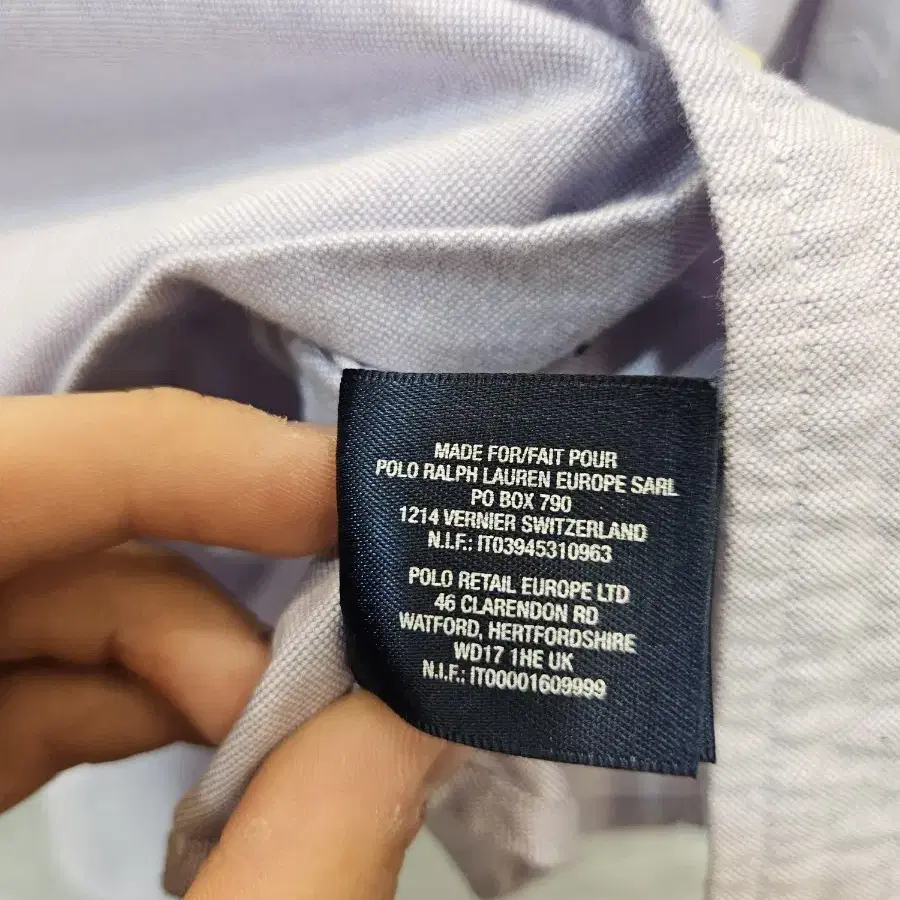 MADE FOR/FAIT POUR
POLO RALPH LAUREN EUROPE SARL
PO BOX 790
1214 VERNIER SWITZERLAND
N.I.F.: IT03945310963
POLO RETAIL EUROPE LTD
46 CLARENDON RD
WATFORD, HERTFORDSHIRE
WD17 1HE UK
N.I.F.: IT00001609999